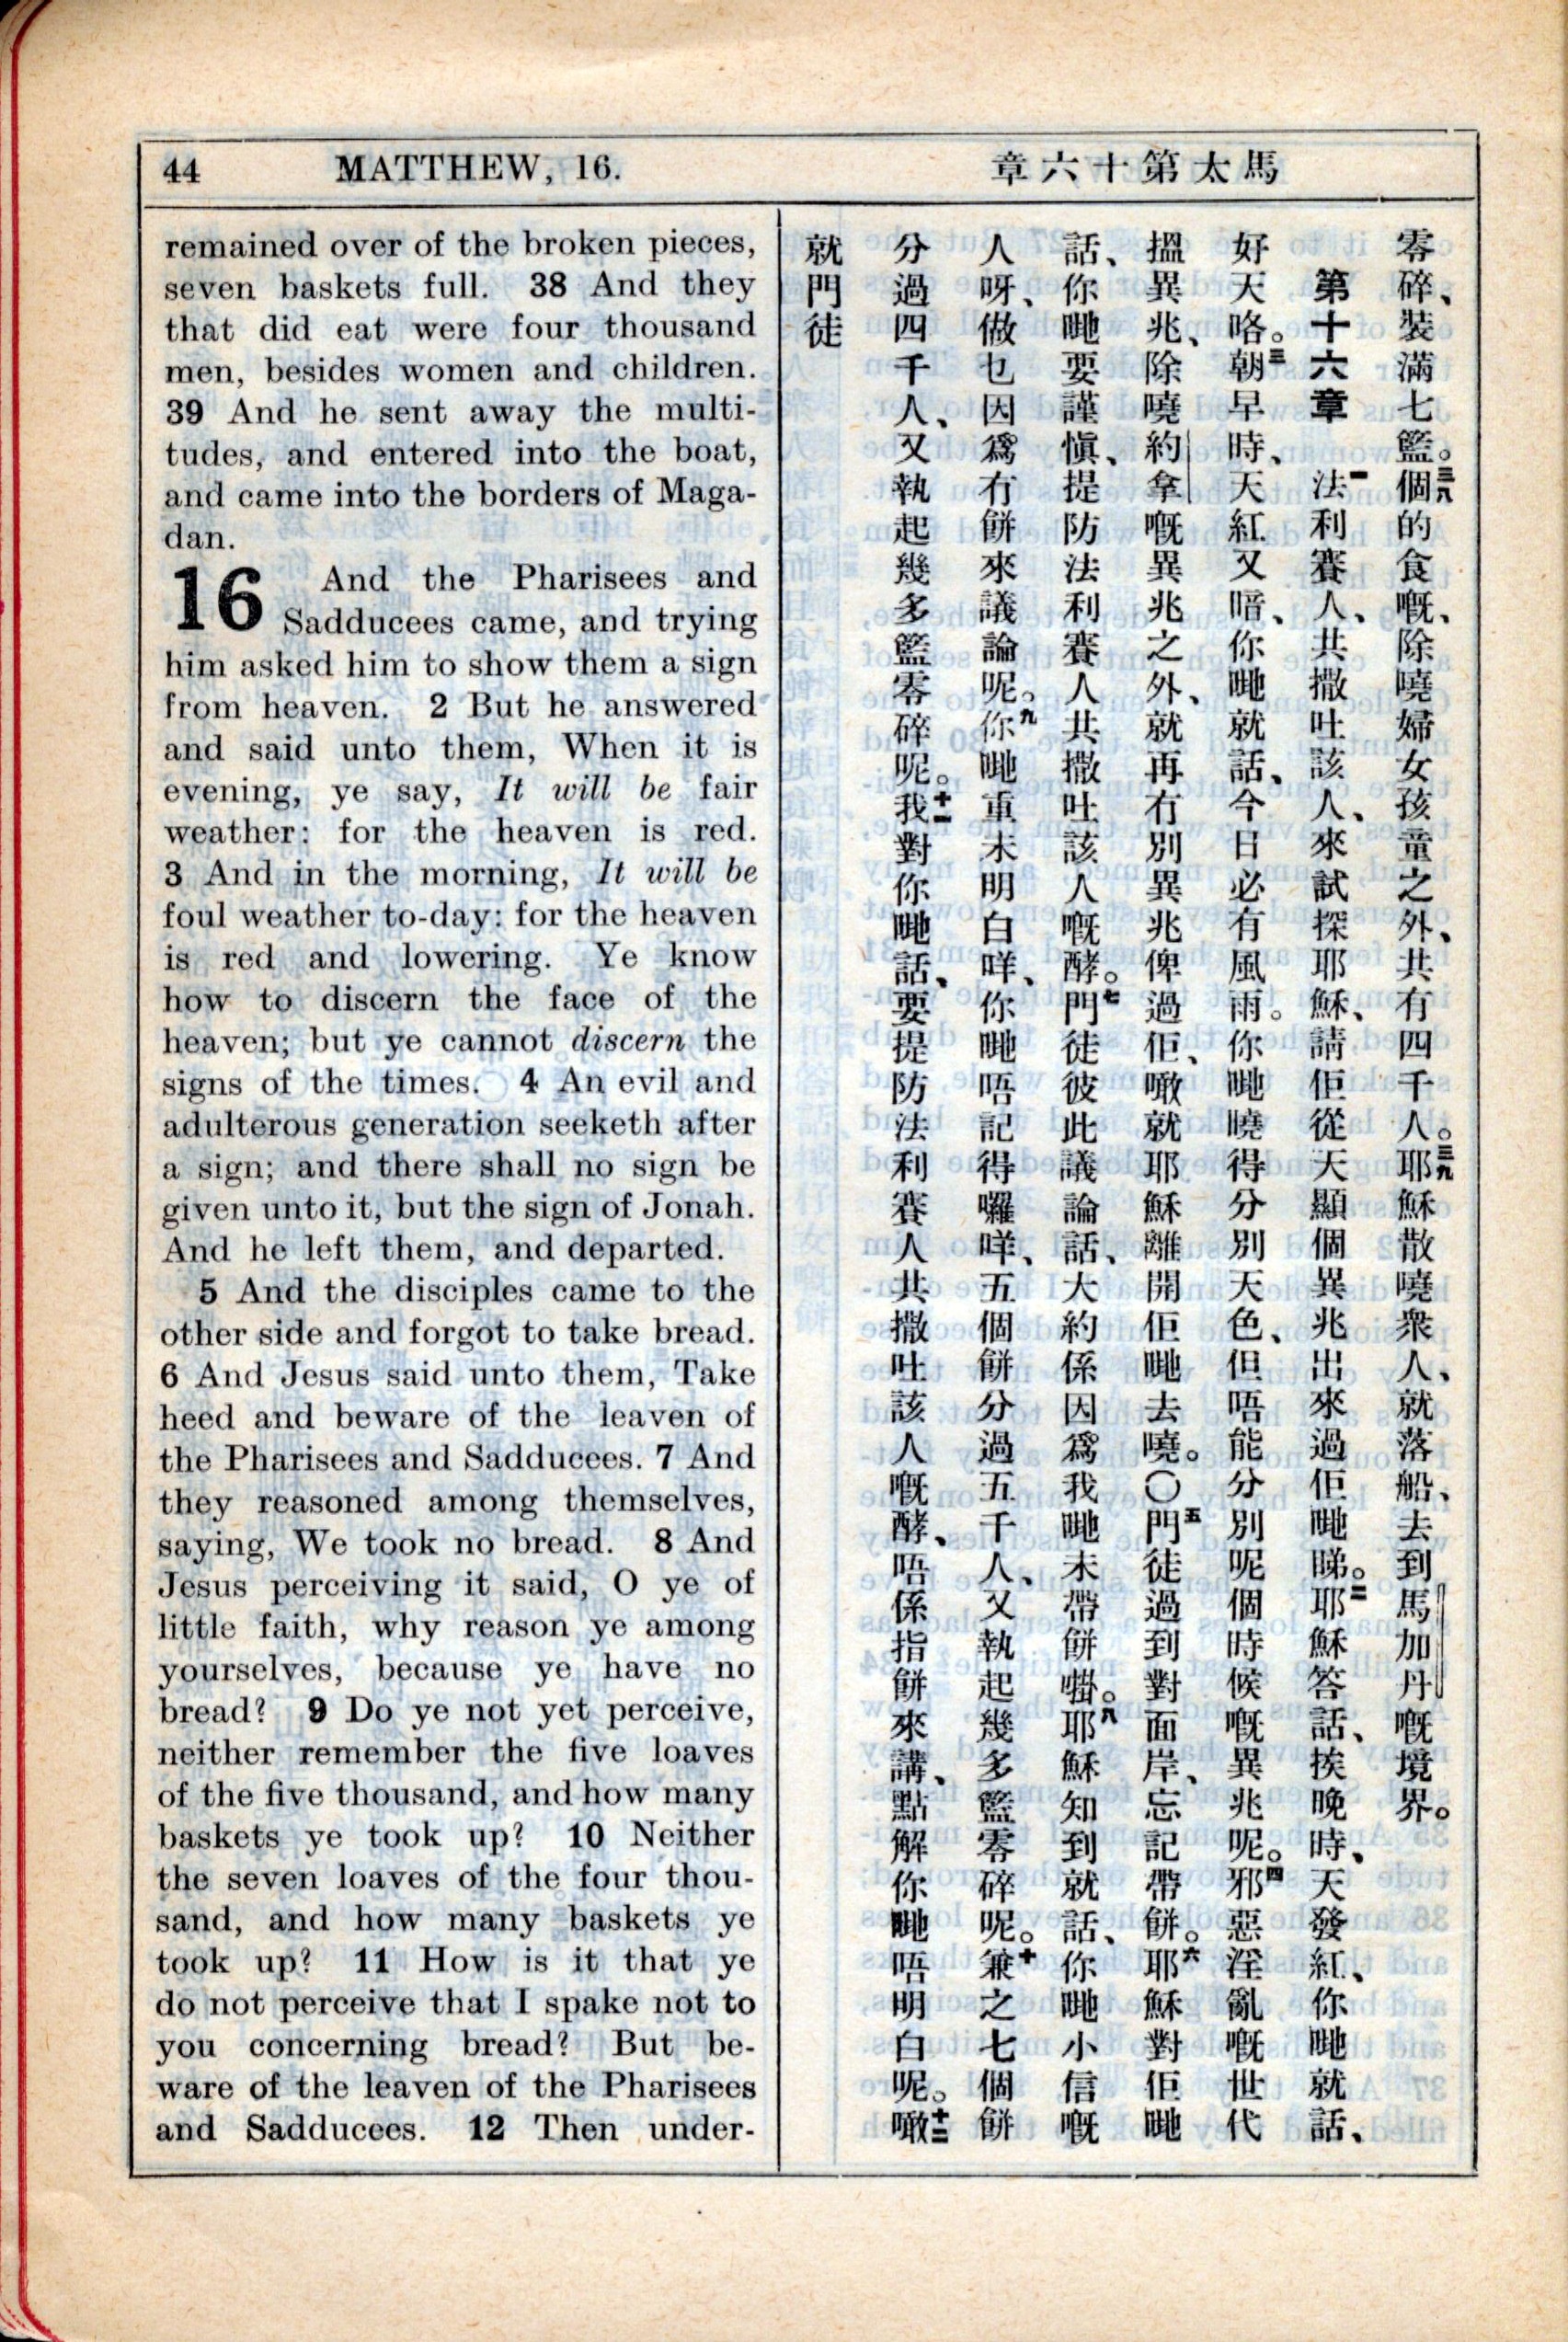 44
MATTHEW, 16.
章六十第太馬
remained over of the broken pieces,
seven baskets full. 38 And they
that did eat were four thousand
men, besides women and children.
39 And he sent away the multi-
tudes, and entered into the boat,
and came into the borders of Maga-
dan.
16 And the Pharisees and
Sadducees came, and trying
him asked him to show them a sign
from heaven. 2 But he answered
and said unto them, When it is
evening, ye say, It will be fair
weather: for the heaven is red.
3 And in the morning, It will be
foul weather to-day: for the heaven
is red and lowering. Ye know
how to discern the face of the
heaven; but ye cannot discern the
signs of the times. 4 An evil and
adulterous generation seeketh after
a sign; and there shall no sign be
given unto it, but the sign of Jonah.
And he left them, and departed.
5 And the disciples came to the
other side and forgot to take bread.
6 And Jesus said unto them, Take
heed and beware of the leaven of
the Pharisees and Sadducees. 7 And
they reasoned among themselves,
saying, We took no bread. 8 And
Jesus perceiving it said, O ye of
little faith, why reason ye among
yourselves, because ye have no
bread? 9 Do ye not yet perceive,
neither remember the five loaves
of the five thousand, and how many
baskets ye took up? 10 Neither
the seven loaves of the four thou-
sand, and how many baskets ye
took up? 11 How is it that ye
do not perceive that I spake not to
you concerning bread? But be-
ware of the leaven of the Pharisees
and Sadducees. 12 Then under-
零碎、裝滿七籃。三八個的食嘅、除曉婦女孩童之外、共有四千人。三九耶穌散曉衆人、就落船、去到馬加丹嘅境界。
第十六章 一法利賽人、共撒吐該人、來試探耶穌、請佢從天顯個異兆出來過佢哋睇。二耶穌答話、挨晚時、天發紅、你哋就話、
好天咯。三朝早時、天紅又暗、你哋就話、今日必有風雨。你哋曉得分別天色、但唔能分別呢個時候嘅異兆呢。四邪惡淫亂嘅世代
搵異兆、除曉約拿嘅異兆之外、就再冇別異兆俾過佢、噉就耶穌離開佢哋去曉。〇五門徒過到對面岸、忘記帶餅。六耶穌對佢哋
話、你哋要謹愼、提防法利賽人共撒吐該人嘅酵。七門徒彼此議論話、大約係因爲我哋未帶餅啩。八耶穌知到就話、你哋小信嘅
人呀、做乜因爲冇餅來議論呢。九你哋重未明白咩、你哋唔記得囉咩、五個餅分過五千人、又執起幾多籃零碎呢。十兼之七個餅
分過四千人、又執起幾多籃零碎呢。十一我對你哋話、要提防法利賽人共撒吐該人嘅酵、唔係指餅來講、點解你哋唔明白呢。十二噉
就門徒